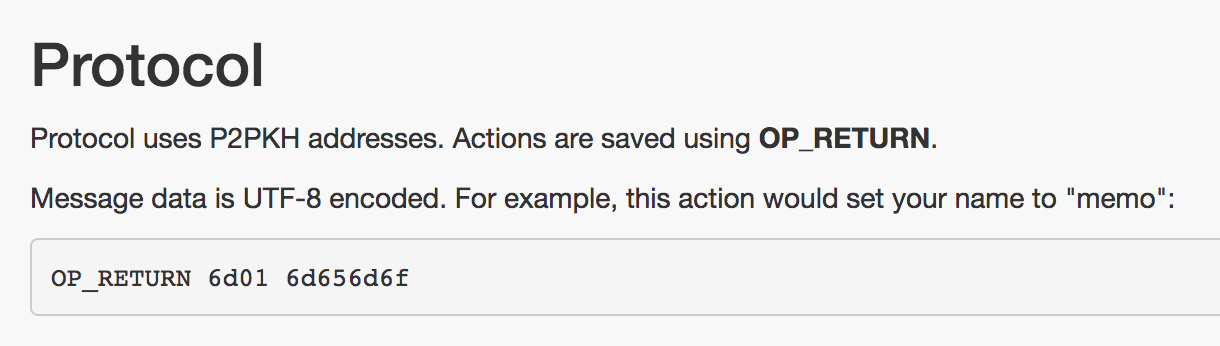 Protocol
Protocol uses P2PKH addresses. Actions are saved using OP_RETURN.
Message data is UTF-8 encoded. For example, this action would set your name to "memo":
OP_RETURN 6d01 6d656d6f